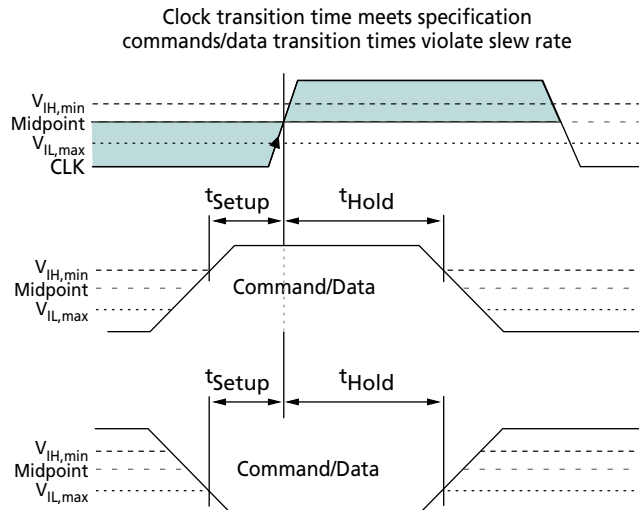 Clock transition time meets specification
commands/data transition times violate slew rate
VIH,min
Midpoint
VIL,max
CLK
tSetup
tHold
VIH,min
Midpoint
VIL,max
Command/Data
tSetup
tHold
VIH,min
Midpoint
VIL,max
Command/Data